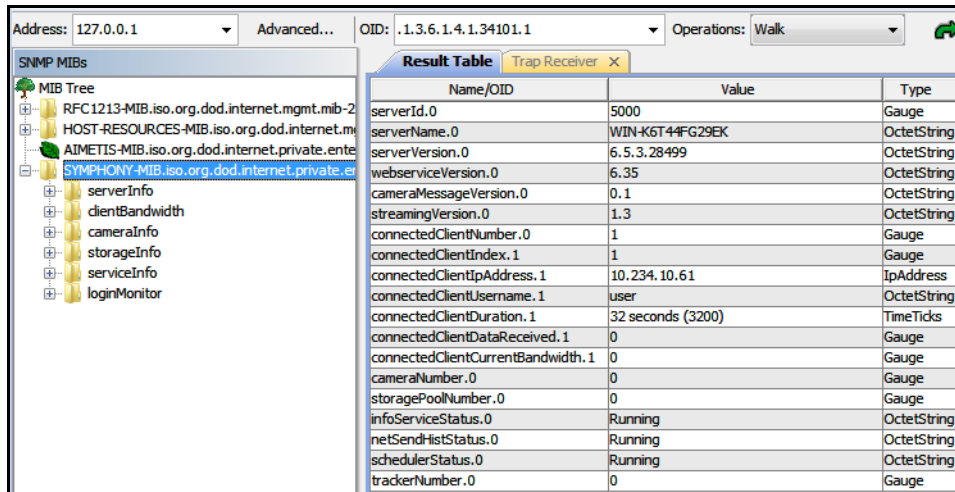 Address: 127.0.0.1 Advanced... OID: .1.3.6.1.4.1.34101.1 Operations: Walk
SNMP MIBs
MIB Tree
RFC1213-MIB.iso.org.dod.internet.mgmt.mib-2
HOST-RESOURCES-MIB.iso.org.dod.internet.m
AIMETIS-MIB.iso.org.dod.internet.private.ente
SYMPHONY-MIB.iso.org.dod.internet.private.er
serverInfo
clientBandwidth
cameraInfo
storageInfo
serviceInfo
loginMonitor
Result Table Trap Receiver
Name/OID Value Type
serverId.0 5000 Gauge
serverName.0 WIN-K6T44FG29EK OctetString
serverVersion.0 6.5.3.28499 OctetString
webserviceVersion.0 6.35 OctetString
cameraMessageVersion.0 0.1 OctetString
streamingVersion.0 1.3 OctetString
connectedClientNumber.0 1 Gauge
connectedClientIndex.1 1 Gauge
connectedClientIpAddress.1 10.234.10.61 IpAddress
connectedClientUsername.1 user OctetString
connectedClientDuration.1 32 seconds (3200) TimeTicks
connectedClientDataReceived.1 0 Gauge
connectedClientCurrentBandwidth.1 0 Gauge
cameraNumber.0 0 Gauge
storagePoolNumber.0 0 Gauge
infoServiceStatus.0 Running OctetString
netSendHistStatus.0 Running OctetString
schedulerStatus.0 Running OctetString
trackerNumber.0 0 Gauge